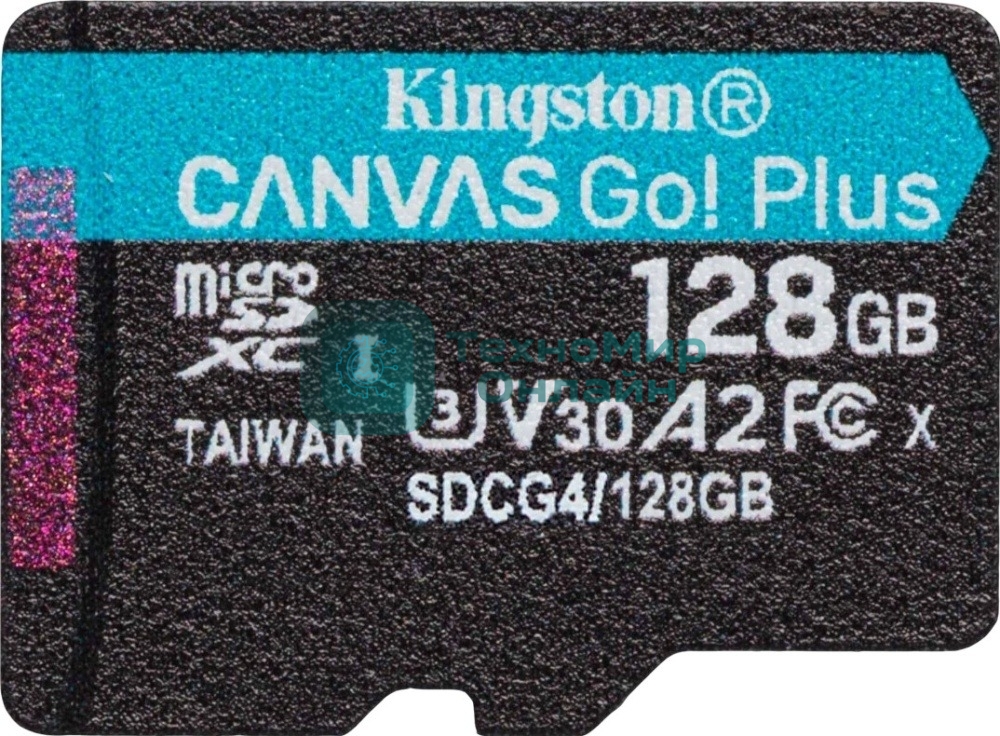 Kingston®
CANVAS Go! Plus
micro
SD
XC I
128GB
ТехноМир
Онлайн
U3 V30 A2 FC X
TAIWAN
SDCG4/128GB